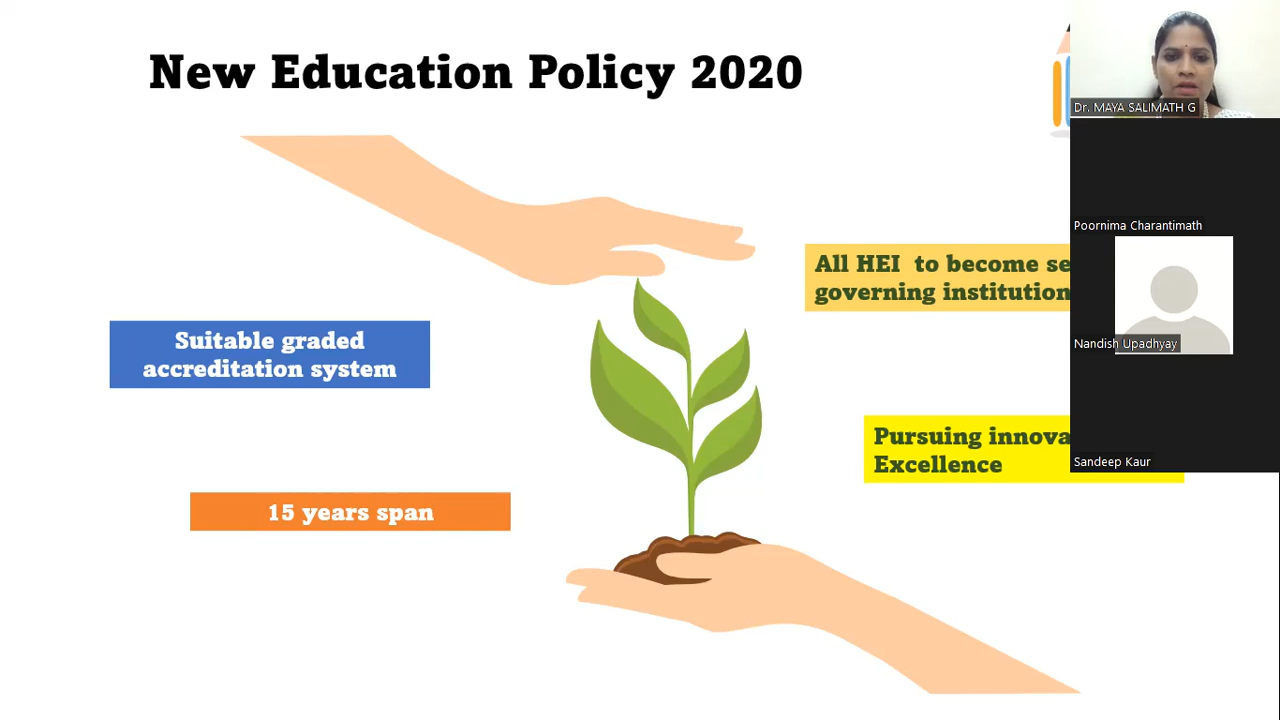 New Education Policy 2020
Dr. MAYA SALIMATH G
Poornima Charantimath
All HEI to become se
governing institution
Nandish Upadhyay
Suitable graded
accreditation system
Pursuing innova
Excellence
Sandeep Kaur
15 years span